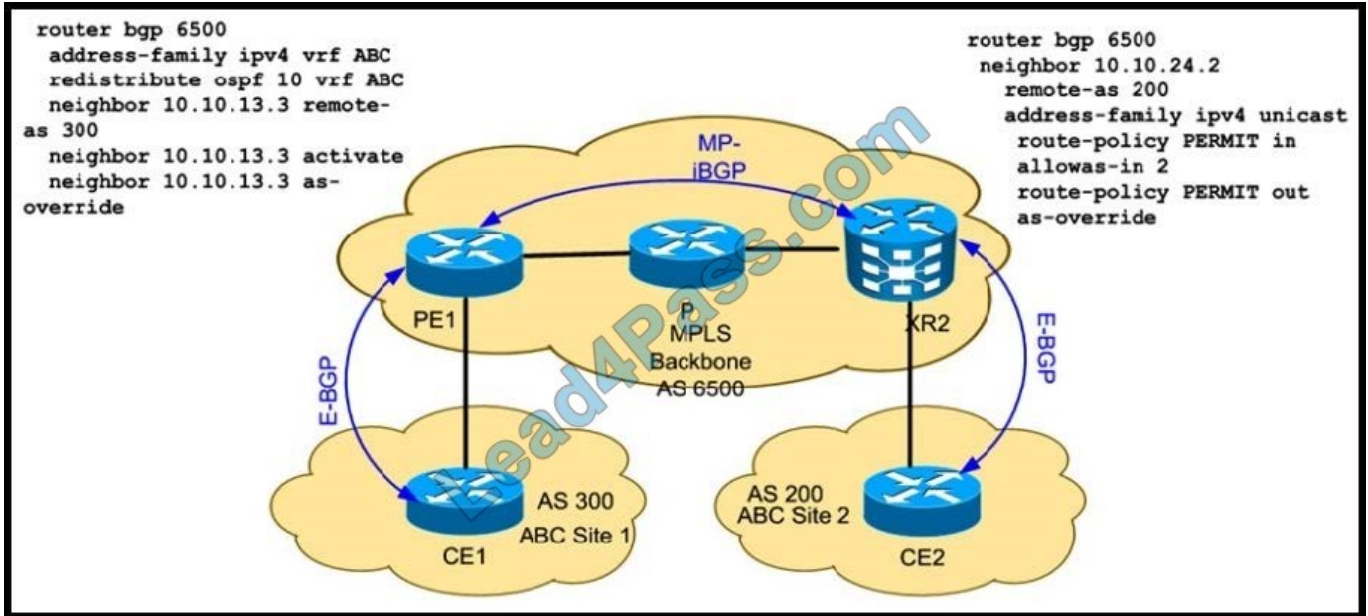 router bgp 6500
address-family ipv4 vrf ABC
redistribute ospf 10 vrf ABC
neighbor 10.10.13.3 remote-
as 300
neighbor 10.10.13.3 activate
neighbor 10.10.13.3 as-
override
router bgp 6500
neighbor 10.10.24.2
remote-as 200
address-family ipv4 unicast
route-policy PERMIT in
allowas-in 2
route-policy PERMIT out
as-override
MP-
iBGP
PE1
P
MPLS
Backbone
AS 6500
XR2
E-BGP
E-BGP
AS 300
ABC Site 1
CE1
AS 200
ABC Site 2
CE2
Lead4Pass.com